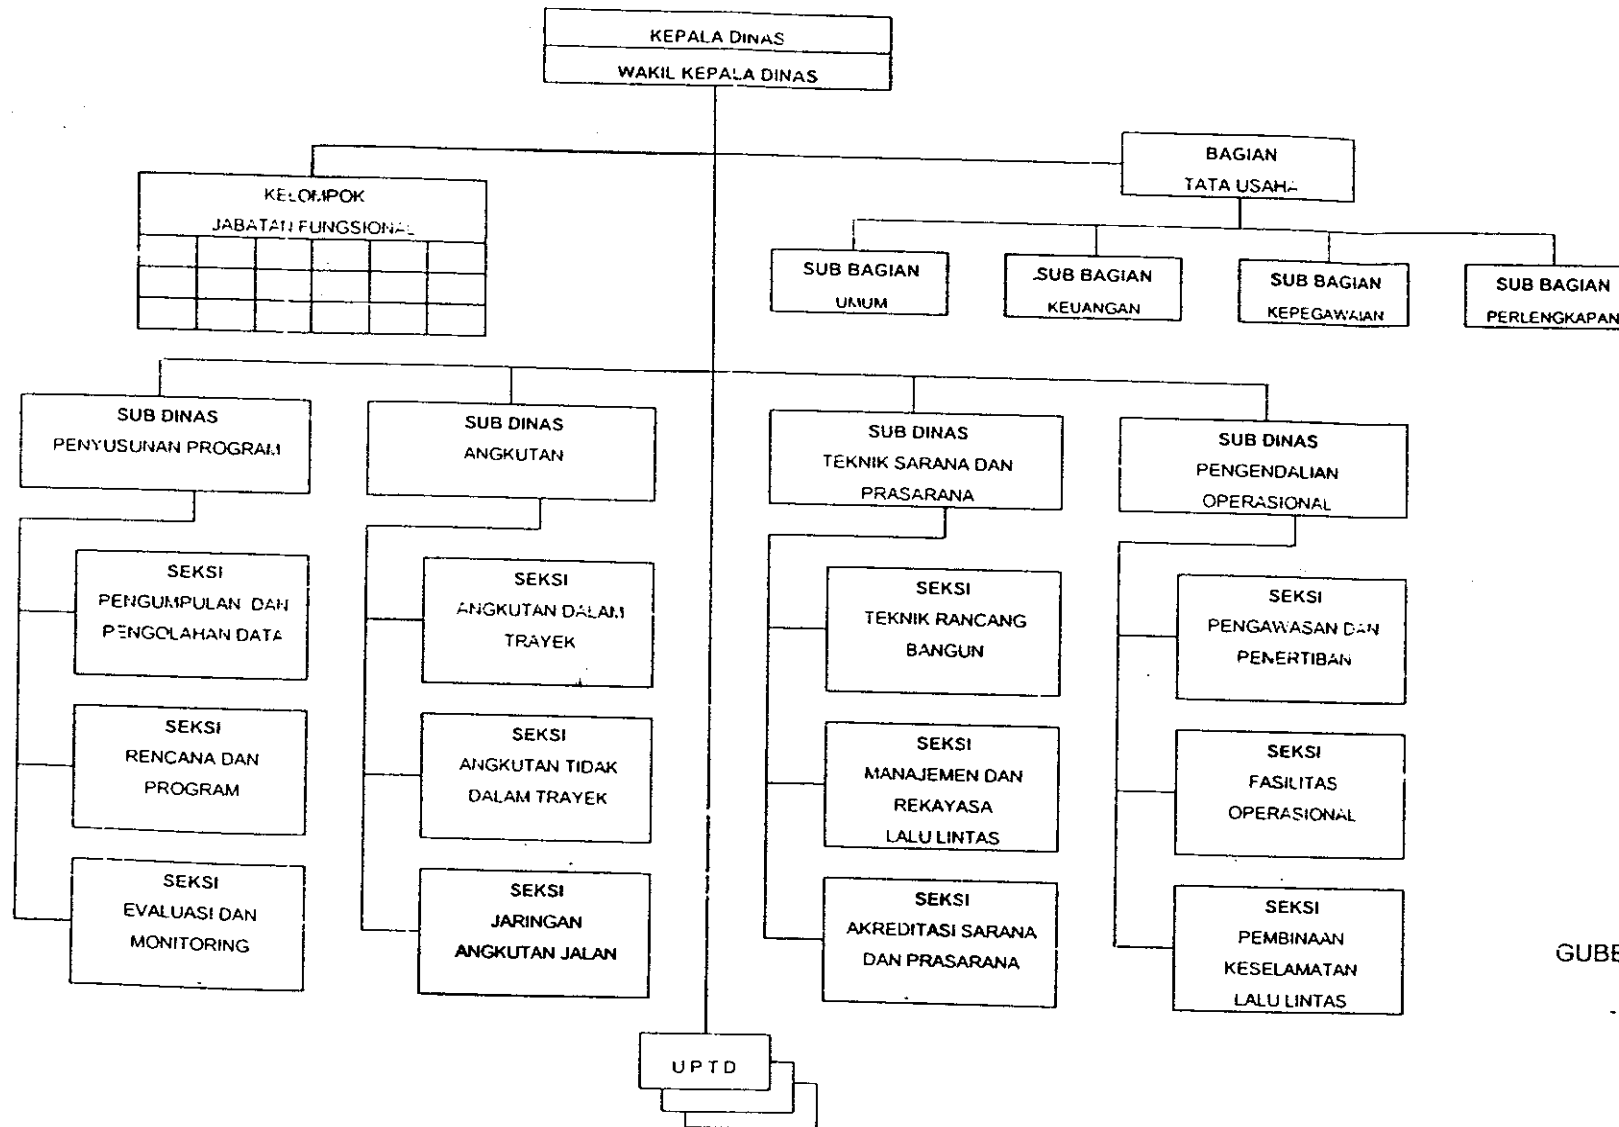 KEPALA DINAS
WAKIL KEPALA DINAS
BAGIAN
TATA USAHA
KELOMPOK
JABATAN FUNGSIONAL
SUB BAGIAN
UMUM
SUB BAGIAN
KEUANGAN
SUB BAGIAN
KEPEGAWAIAN
SUB BAGIAN
PERLENGKAPAN
SUB DINAS
PENYUSUNAN PROGRAM
SUB DINAS
ANGKUTAN
SUB DINAS
TEKNIK SARANA DAN
PRASARANA
SUB DINAS
PENGENDALIAN
OPERASIONAL
SEKSI
PENGUMPULAN DAN
PENGOLAHAN DATA
SEKSI
ANGKUTAN DALAM
TRAYEK
SEKSI
TEKNIK RANCANG
BANGUN
SEKSI
PENGAWASAN DAN
PENERTIBAN
SEKSI
RENCANA DAN
PROGRAM
SEKSI
ANGKUTAN TIDAK
DALAM TRAYEK
SEKSI
MANAJEMEN DAN
REKAYASA
LALU LINTAS
SEKSI
FASILITAS
OPERASIONAL
SEKSI
EVALUASI DAN
MONITORING
SEKSI
JARINGAN
ANGKUTAN JALAN
SEKSI
AKREDITASI SARANA
DAN PRASARANA
SEKSI
PEMBINAAN
KESELAMATAN
LALU LINTAS
UPTD